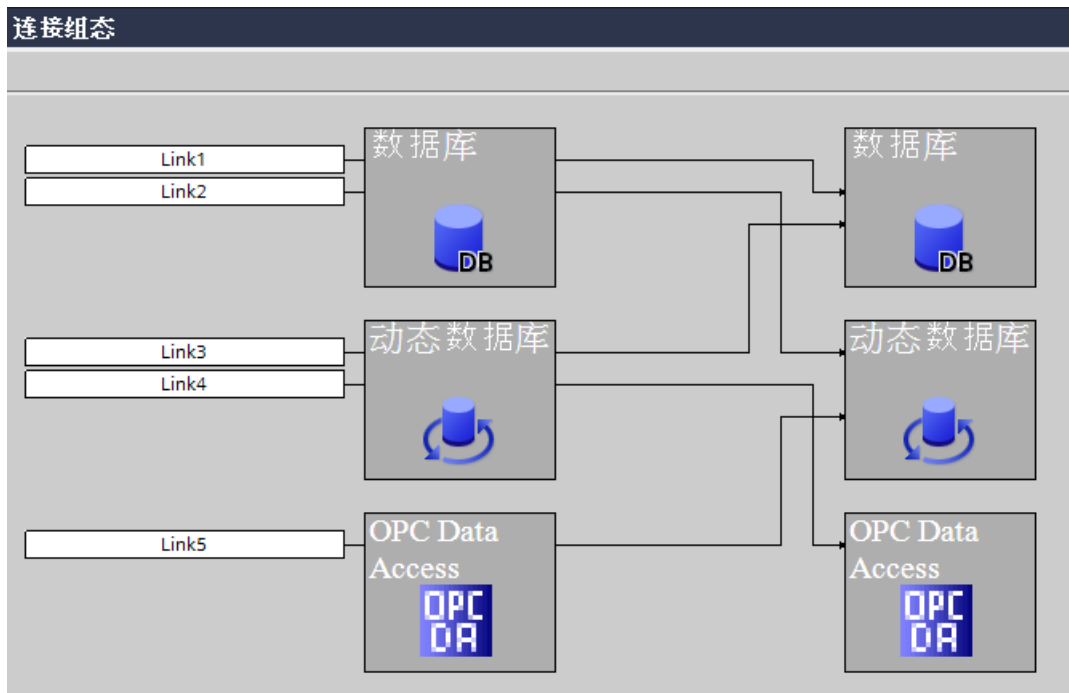 连接组态
Link1
Link2
数据库
DB
数据库
DB
Link3
Link4
动态数据库
动态数据库
Link5
OPC Data
Access
OPC
DA
OPC Data
Access
OPC
DA